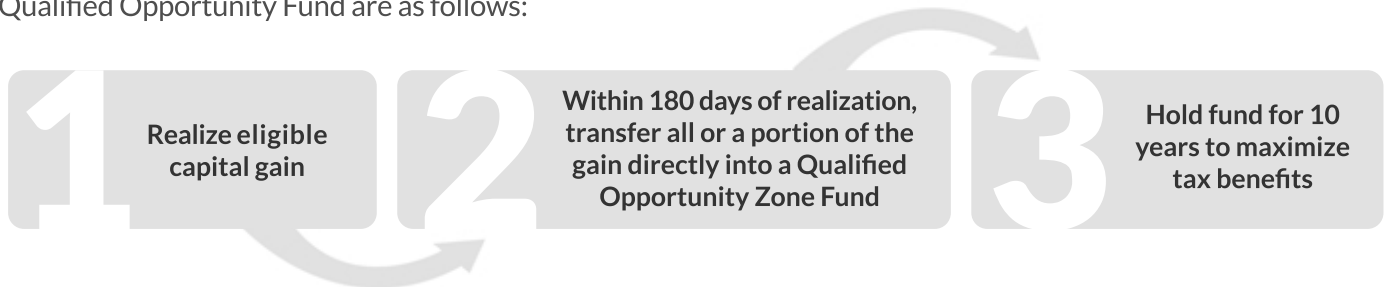 Qualified Opportunity Fund are as follows:
1
Realize eligible
capital gain
2
Within 180 days of realization,
transfer all or a portion of the
gain directly into a Qualified
Opportunity Zone Fund
3
Hold fund for 10
years to maximize
tax benefits